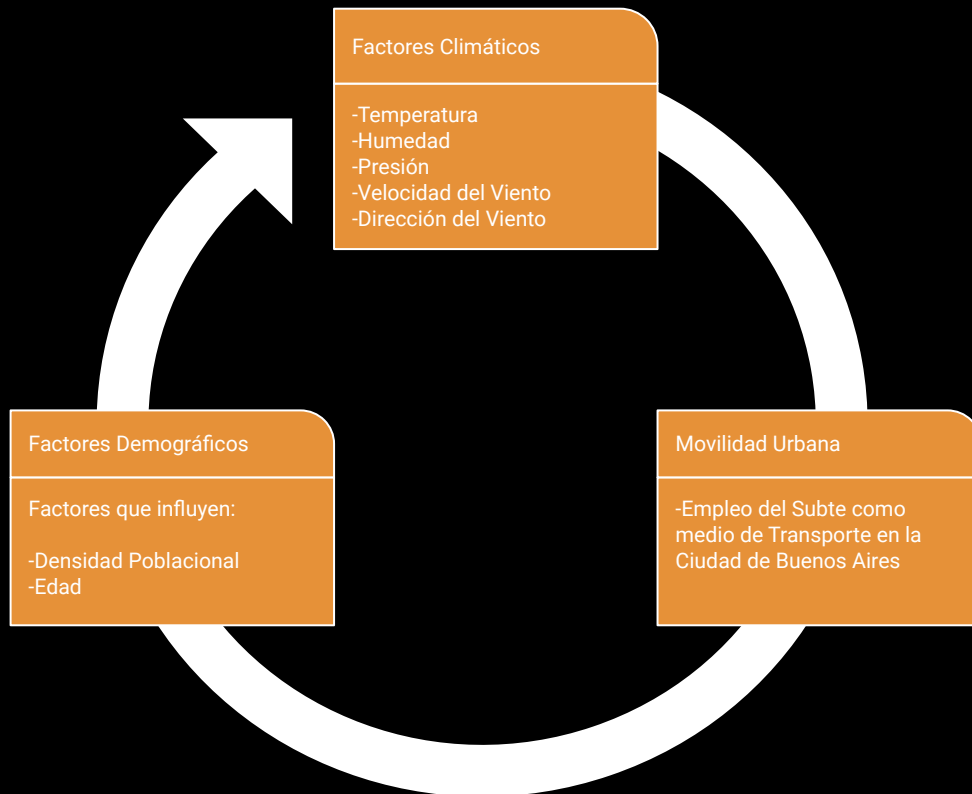 Factores Climáticos
-Temperatura
-Humedad
-Presión
-Velocidad del Viento
-Dirección del Viento
Factores Demográficos
Factores que influyen:
-Densidad Poblacional
-Edad
Movilidad Urbana
-Empleo del Subte como
medio de Transporte en la
Ciudad de Buenos Aires